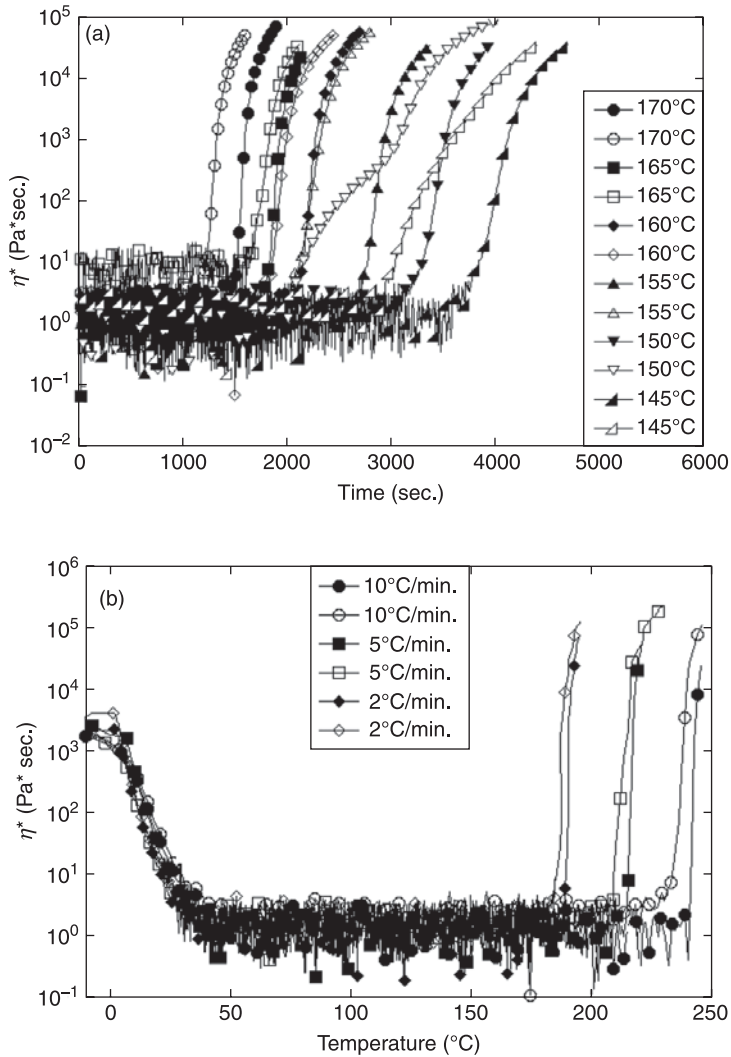 (a)
10^5
10^4
10^3
10^2
10^1
10^0
10^-1
10^-2
η* (Pa*sec.)
0
1000
2000
3000
4000
5000
6000
Time (sec.)
170°C
170°C
165°C
165°C
160°C
160°C
155°C
155°C
150°C
150°C
145°C
145°C
(b)
10^6
10^5
10^4
10^3
10^2
10^1
10^0
10^-1
η* (Pa* sec.)
0
50
100
150
200
250
Temperature (°C)
10°C/min.
10°C/min.
5°C/min.
5°C/min.
2°C/min.
2°C/min.